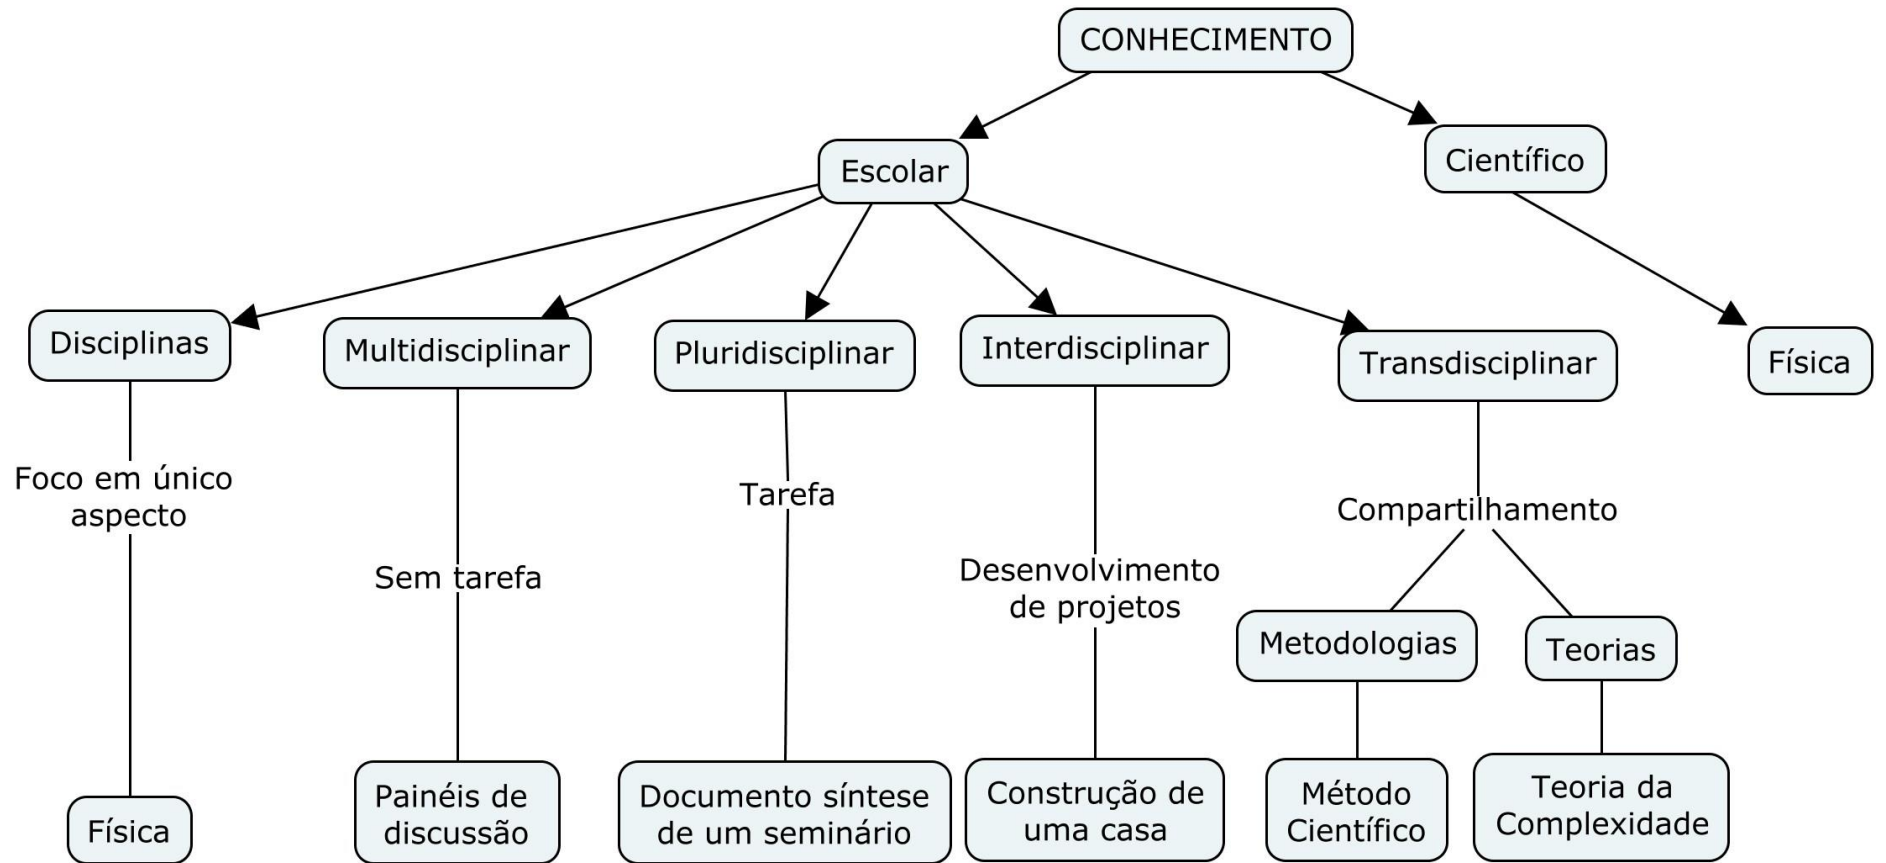 CONHECIMENTO
Escolar
Científico
Disciplinas
Multidisciplinar
Pluridisciplinar
Interdisciplinar
Transdisciplinar
Física
Foco em único
aspecto
Sem tarefa
Tarefa
Desenvolvimento
de projetos
Compartilhamento
Metodologias
Teorias
Física
Painéis de
discussão
Documento síntese
de um seminário
Construção de
uma casa
Método
Científico
Teoria da
Complexidade